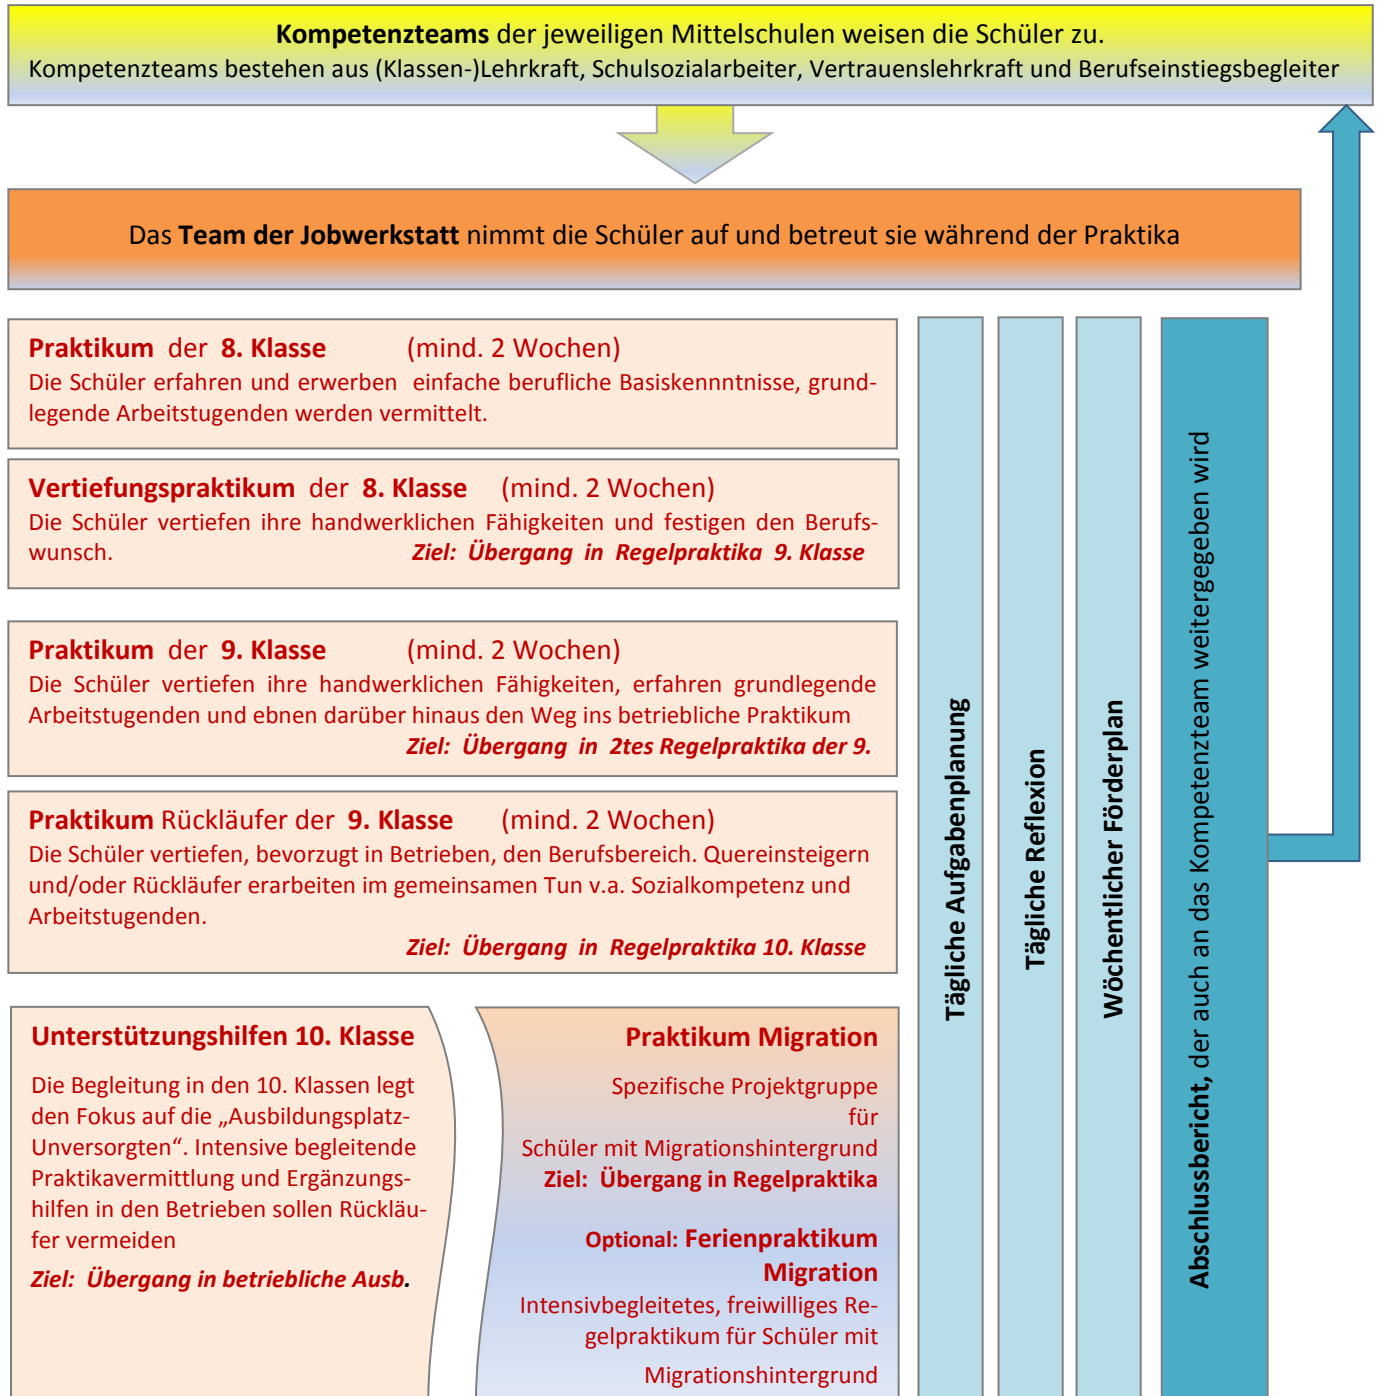 Kompetenzteams der jeweiligen Mittelschulen weisen die Schüler zu.
Kompetenzteams bestehen aus (Klassen-)Lehrkraft, Schulsozialarbeiter, Vertrauenslehrkraft und Berufseinstiegsbegleiter
Das Team der Jobwerkstatt nimmt die Schüler auf und betreut sie während der Praktika
Praktikum der 8. Klasse (mind. 2 Wochen)
Die Schüler erfahren und erwerben einfache berufliche Basiskennntnisse, grund-
legende Arbeitstugenden werden vermittelt.
Vertiefungspraktikum der 8. Klasse (mind. 2 Wochen)
Die Schüler vertiefen ihre handwerklichen Fähigkeiten und festigen den Berufs-
wunsch. Ziel: Übergang in Regelpraktika 9. Klasse
Praktikum der 9. Klasse (mind. 2 Wochen)
Die Schüler vertiefen ihre handwerklichen Fähigkeiten, erfahren grundlegende
Arbeitstugenden und ebnen darüber hinaus den Weg ins betriebliche Praktikum
Ziel: Übergang in 2tes Regelpraktika der 9.
Praktikum Rückläufer der 9. Klasse (mind. 2 Wochen)
Die Schüler vertiefen, bevorzugt in Betrieben, den Berufsbereich. Quereinsteigern
und/oder Rückläufer erarbeiten im gemeinsamen Tun v.a. Sozialkompetenz und
Arbeitstugenden.
Ziel: Übergang in Regelpraktika 10. Klasse
Unterstützungshilfen 10. Klasse
Die Begleitung in den 10. Klassen legt
den Fokus auf die „Ausbildungsplatz-
Unversorgten“. Intensive begleitende
Praktikavermittlung und Ergänzungs-
hilfen in den Betrieben sollen Rückläu-
fer vermeiden
Ziel: Übergang in betriebliche Ausb.
Praktikum Migration
Spezifische Projektgruppe
für
Schüler mit Migrationshintergrund
Ziel: Übergang in Regelpraktika
Optional: Ferienpraktikum
Migration
Intensivbegleitetes, freiwilliges Re-
gelpraktikum für Schüler mit
Migrationshintergrund
Tägliche Aufgabenplanung
Tägliche Reflexion
Wöchentlicher Förderplan
Abschlussbericht, der auch an das Kompetenzteam weitergegeben wird